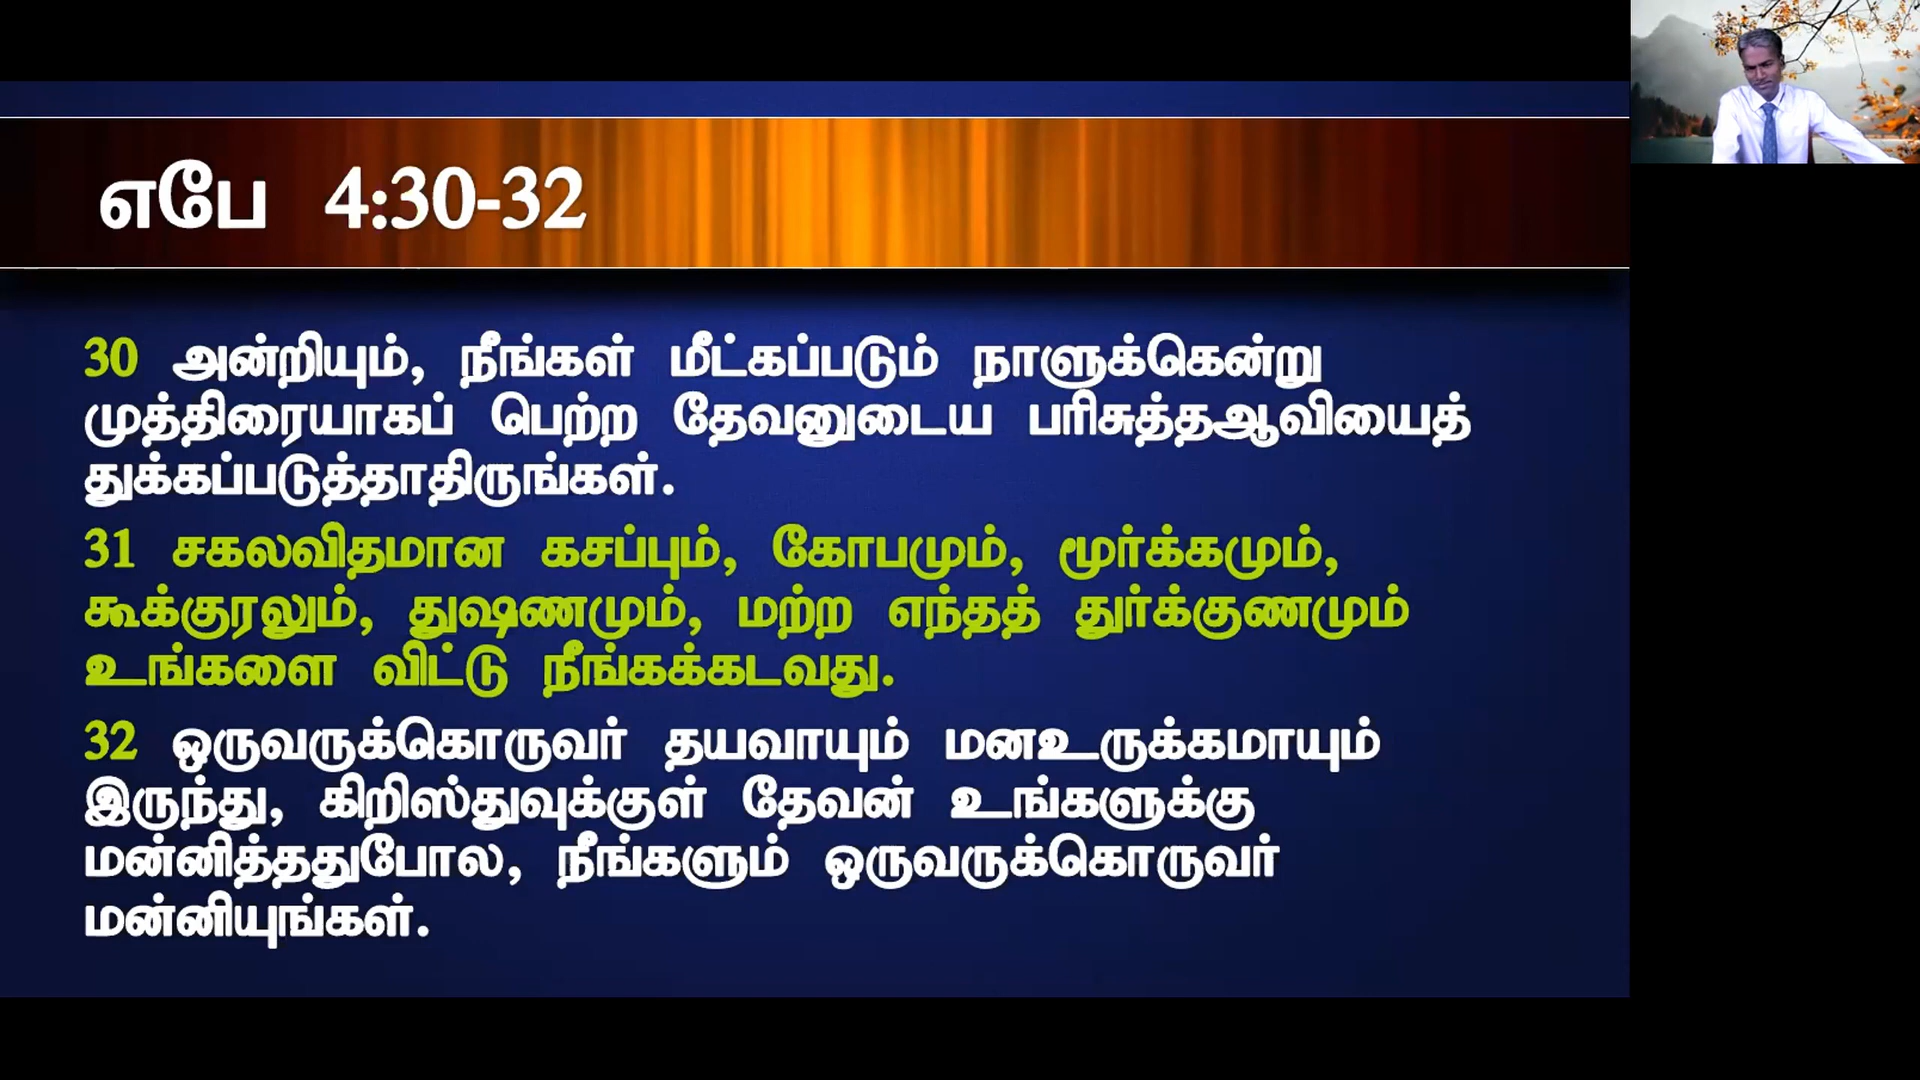 எபே 4:30-32
30 அன்றியும், நீங்கள் மீட்கப்படும் நாளுக்கென்று
முத்திரையாகப் பெற்ற தேவனுடைய பரிசுத்தஆவியைத்
துக்கப்படுத்தாதிருங்கள்.
31 சகலவிதமான கசப்பும், கோபமும், மூர்க்கமும்,
கூக்குரலும், துஷணமும், மற்ற எந்தத் துர்க்குணமும்
உங்களை விட்டு நீங்கக்கடவது.
32 ஒருவருக்கொருவர் தயவாயும் மனஉருக்கமாயும்
இருந்து, கிறிஸ்துவுக்குள் தேவன் உங்களுக்கு
மன்னித்ததுபோல, நீங்களும் ஒருவருக்கொருவர்
மன்னியுங்கள்.